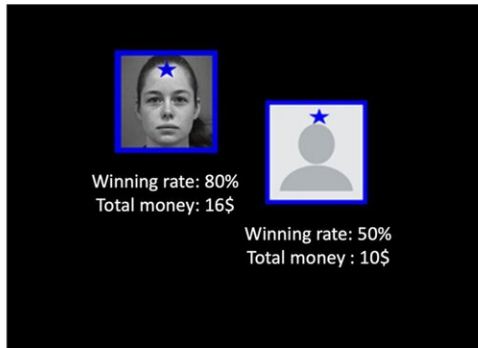 Winning rate: 80%
Total money: 16$
Winning rate: 50%
Total money : 10$